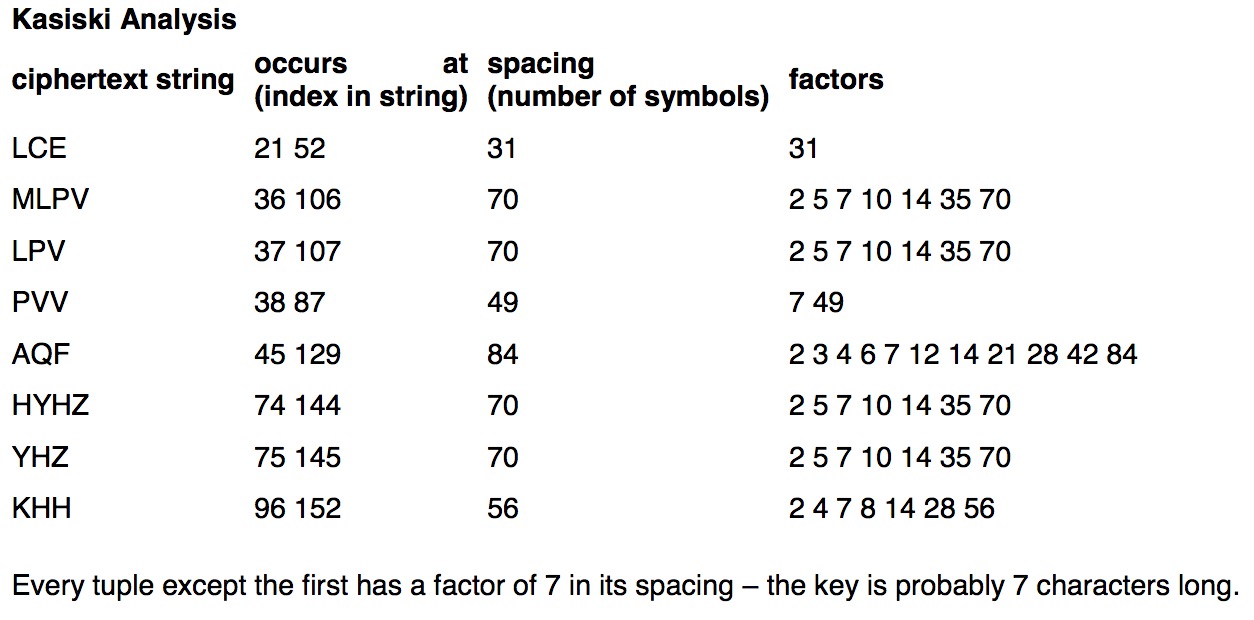 Kasiski Analysis
ciphertext string occurs at (index in string) spacing (number of symbols) factors
LCE 21 52 31 31
MLPV 36 106 70 2 5 7 10 14 35 70
LPV 37 107 70 2 5 7 10 14 35 70
PVV 38 87 49 7 49
AQF 45 129 84 2 3 4 6 7 12 14 21 28 42 84
HYHZ 74 144 70 2 5 7 10 14 35 70
YHZ 75 145 70 2 5 7 10 14 35 70
KHH 96 152 56 2 4 7 8 14 28 56
Every tuple except the first has a factor of 7 in its spacing – the key is probably 7 characters long.